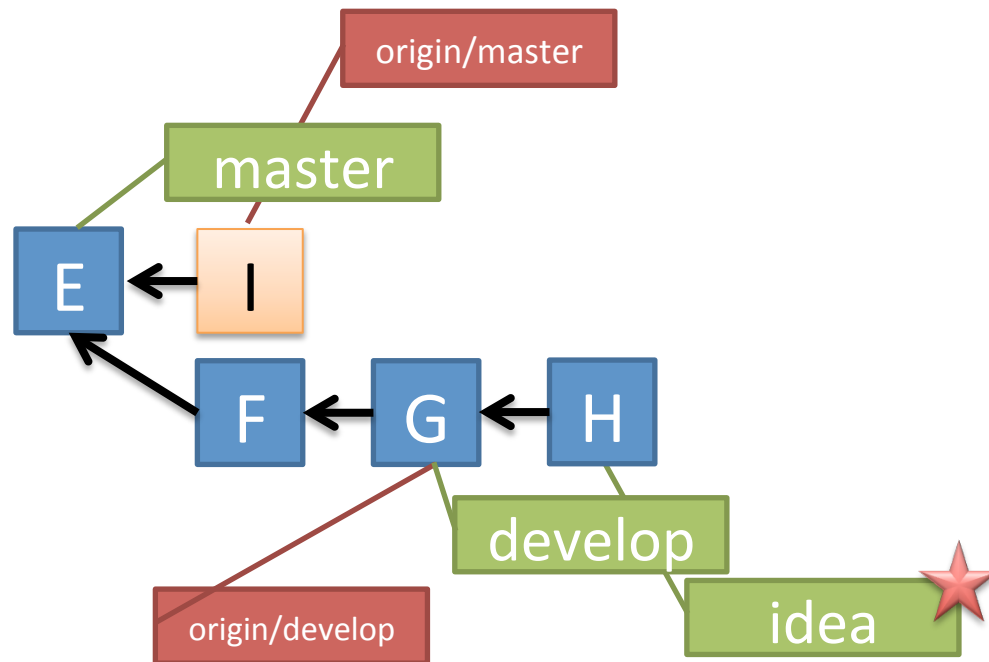 origin/master
master
E
I
F
G
H
develop
origin/develop
idea